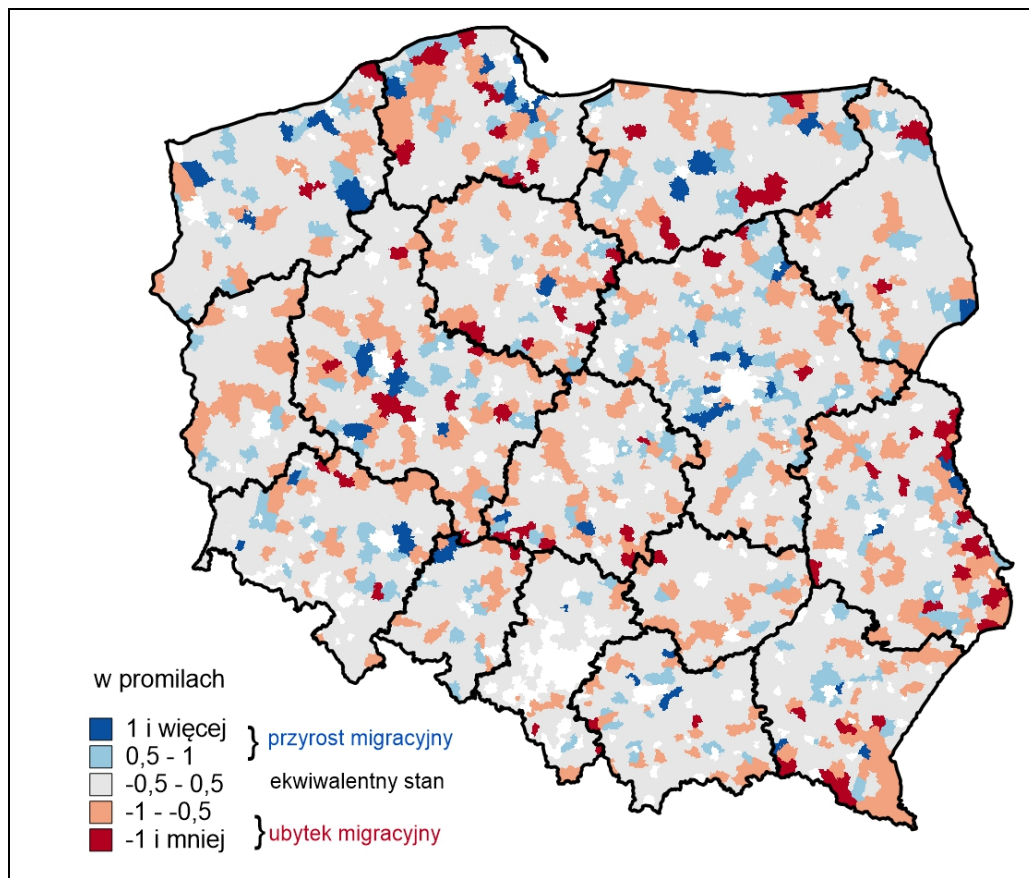 w promilach
1 i więcej
0,5 - 1
} przyrost migracyjny
-0,5 - 0,5
ekwiwalentny stan
-1 - -0,5
-1 i mniej
} ubytek migracyjny